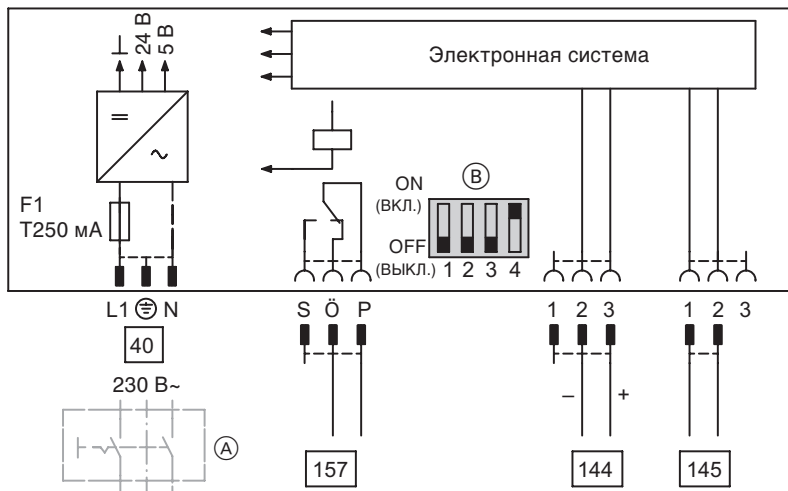 24 В
5 В
Электронная система
F1
T250 мА
ON
(ВКЛ.)
B
OFF
(ВЫКЛ.)
1 2 3 4
L1 N
S Ö P
1 2 3
1 2 3
40
230 В~
A
– +
157
144
145